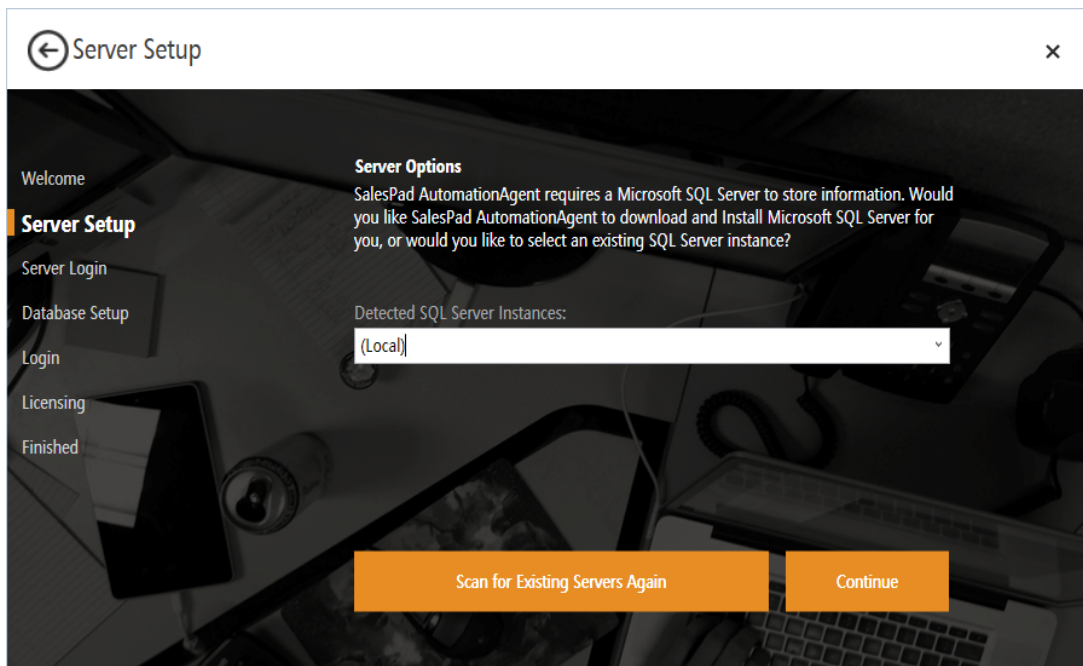 Server Setup
Welcome
Server Setup
Server Login
Database Setup
Login
Licensing
Finished
Server Options
SalesPad AutomationAgent requires a Microsoft SQL Server to store information. Would
you like SalesPad AutomationAgent to download and Install Microsoft SQL Server for
you, or would you like to select an existing SQL Server instance?
Detected SQL Server Instances:
(Local)
Scan for Existing Servers Again
Continue